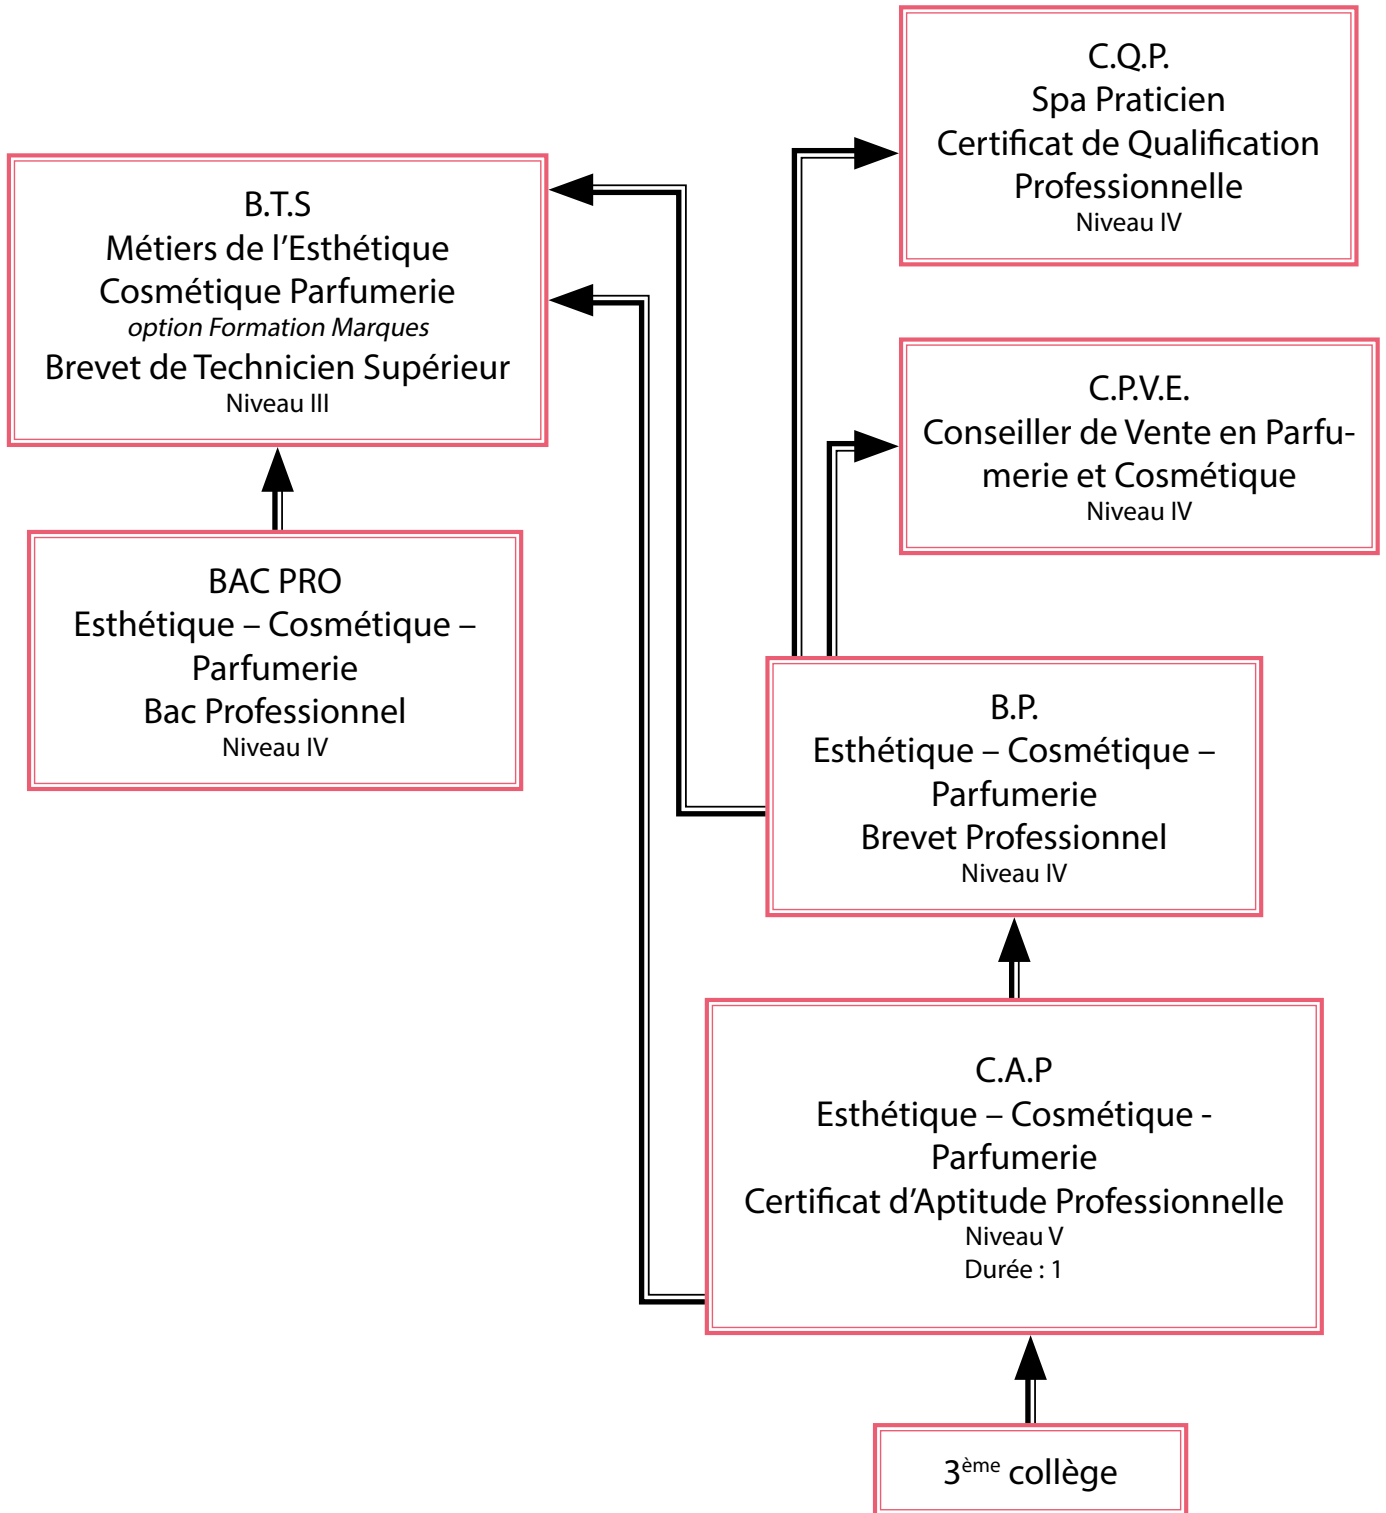 C.Q.P.
Spa Praticien
Certificat de Qualification
Professionnelle
Niveau IV
B.T.S
Métiers de l’Esthétique
Cosmétique Parfumerie
option Formation Marques
Brevet de Technicien Supérieur
Niveau III
C.P.V.E.
Conseiller de Vente en Parfu-
merie et Cosmétique
Niveau IV
BAC PRO
Esthétique – Cosmétique –
Parfumerie
Bac Professionnel
Niveau IV
B.P.
Esthétique – Cosmétique –
Parfumerie
Brevet Professionnel
Niveau IV
C.A.P
Esthétique – Cosmétique -
Parfumerie
Certificat d’Aptitude Professionnelle
Niveau V
Durée : 1
3ème collège